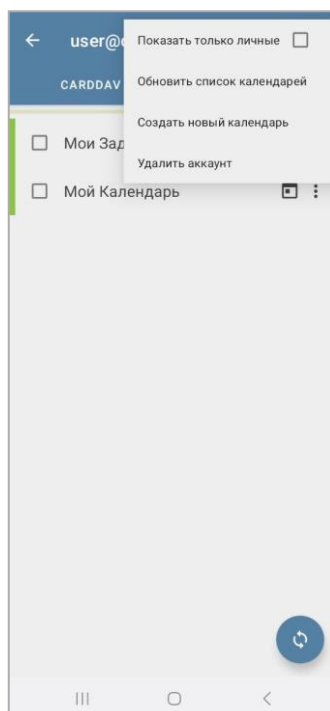 user@
Показать только личные
CARDDAV
Обновить список календарей
Создать новый календарь
Мои Зад
Удалить аккаунт
Мой Календарь